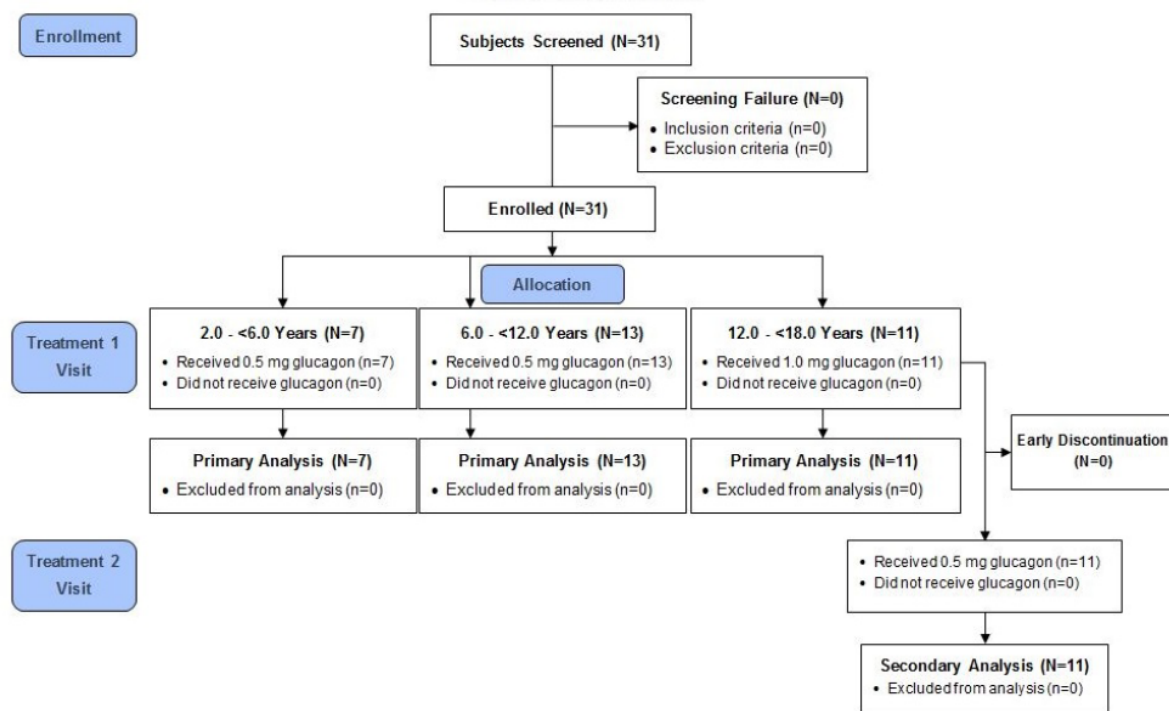 Enrollment
Subjects Screened (N=31)
Screening Failure (N=0)
• Inclusion criteria (n=0)
• Exclusion criteria (n=0)
Enrolled (N=31)
Allocation
Treatment 1
Visit
2.0 - <6.0 Years (N=7)
• Received 0.5 mg glucagon (n=7)
• Did not receive glucagon (n=0)
6.0 - <12.0 Years (N=13)
• Received 0.5 mg glucagon (n=13)
• Did not receive glucagon (n=0)
12.0 - <18.0 Years (N=11)
• Received 1.0 mg glucagon (n=11)
• Did not receive glucagon (n=0)
Early Discontinuation
(N=0)
Primary Analysis (N=7)
• Excluded from analysis (n=0)
Primary Analysis (N=13)
• Excluded from analysis (n=0)
Primary Analysis (N=11)
• Excluded from analysis (n=0)
Treatment 2
Visit
• Received 0.5 mg glucagon (n=11)
• Did not receive glucagon (n=0)
Secondary Analysis (N=11)
• Excluded from analysis (n=0)